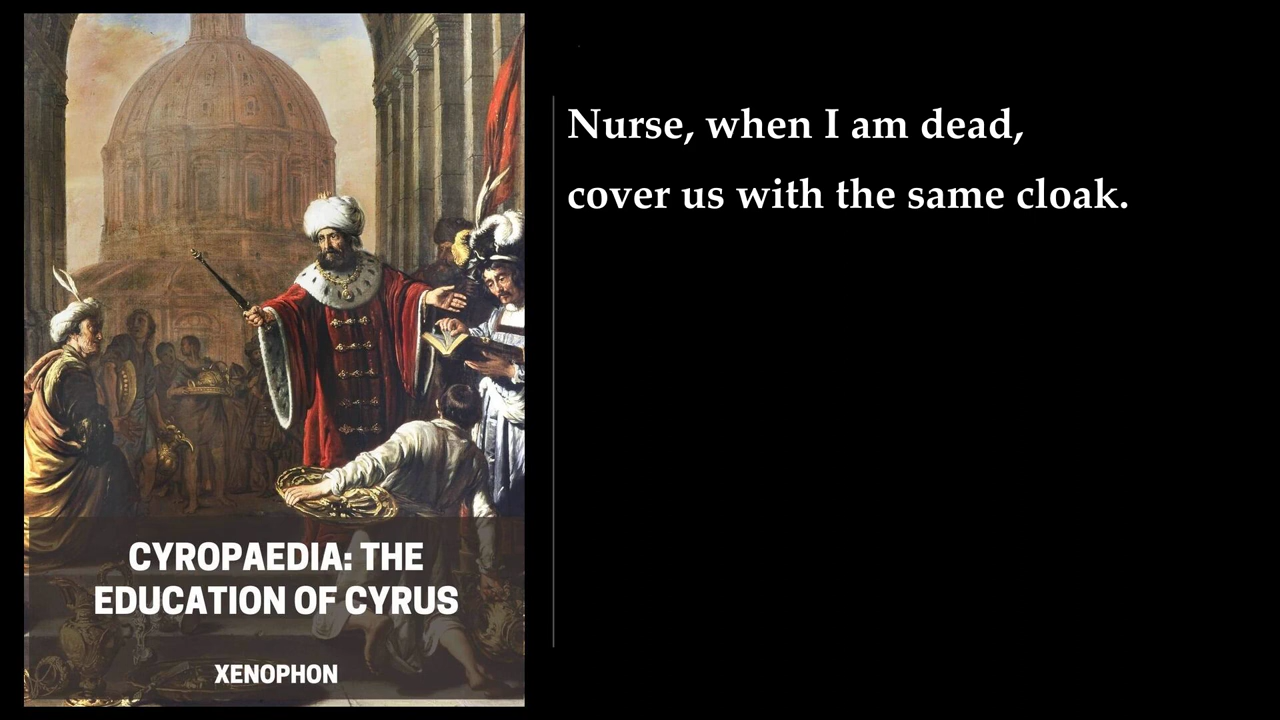 Nurse, when I am dead,
cover us with the same cloak.
CYROPAEDIA: THE
EDUCATION OF CYRUS
XENOPHON